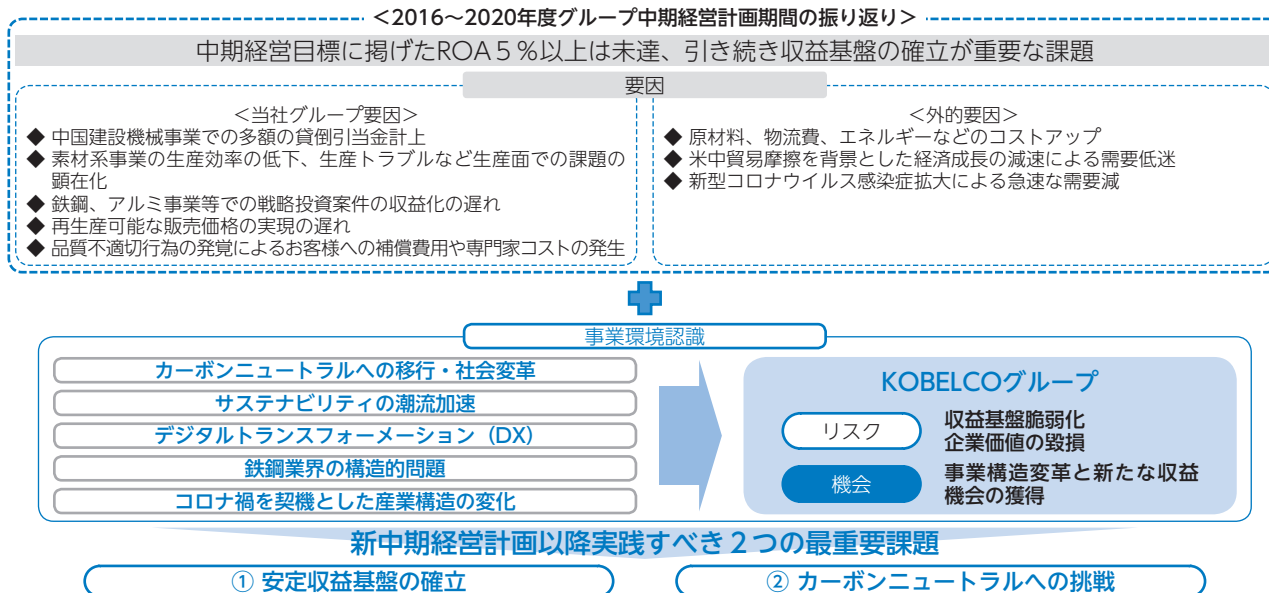 <2016～2020年度グループ中期経営計画期間の振り返り>
中期経営目標に掲げたROA５％以上は未達、引き続き収益基盤の確立が重要な課題
要因
＜当社グループ要因＞
◆ 中国建設機械事業での多額の貸倒引当金計上
◆ 素材系事業の生産効率の低下、生産トラブルなど生産面での課題の
顕在化
◆ 鉄鋼、アルミ事業等での戦略投資案件の収益化の遅れ
◆ 再生産可能な販売価格の実現の遅れ
◆ 品質不適切行為の発覚によるお客様への補償費用や専門家コストの発生
＜外的要因＞
◆ 原材料、物流費、エネルギーなどのコストアップ
◆ 米中貿易摩擦を背景とした経済成長の減速による需要低迷
◆ 新型コロナウイルス感染症拡大による急速な需要減
事業環境認識
カーボンニュートラルへの移行・社会変革
サステナビリティの潮流加速
デジタルトランスフォーメーション（DX）
鉄鋼業界の構造的問題
コロナ禍を契機とした産業構造の変化
KOBELCOグループ
リスク
収益基盤脆弱化
企業価値の毀損
機会
事業構造変革と新たな収益
機会の獲得
新中期経営計画以降実践すべき２つの最重要課題
① 安定収益基盤の確立
② カーボンニュートラルへの挑戦